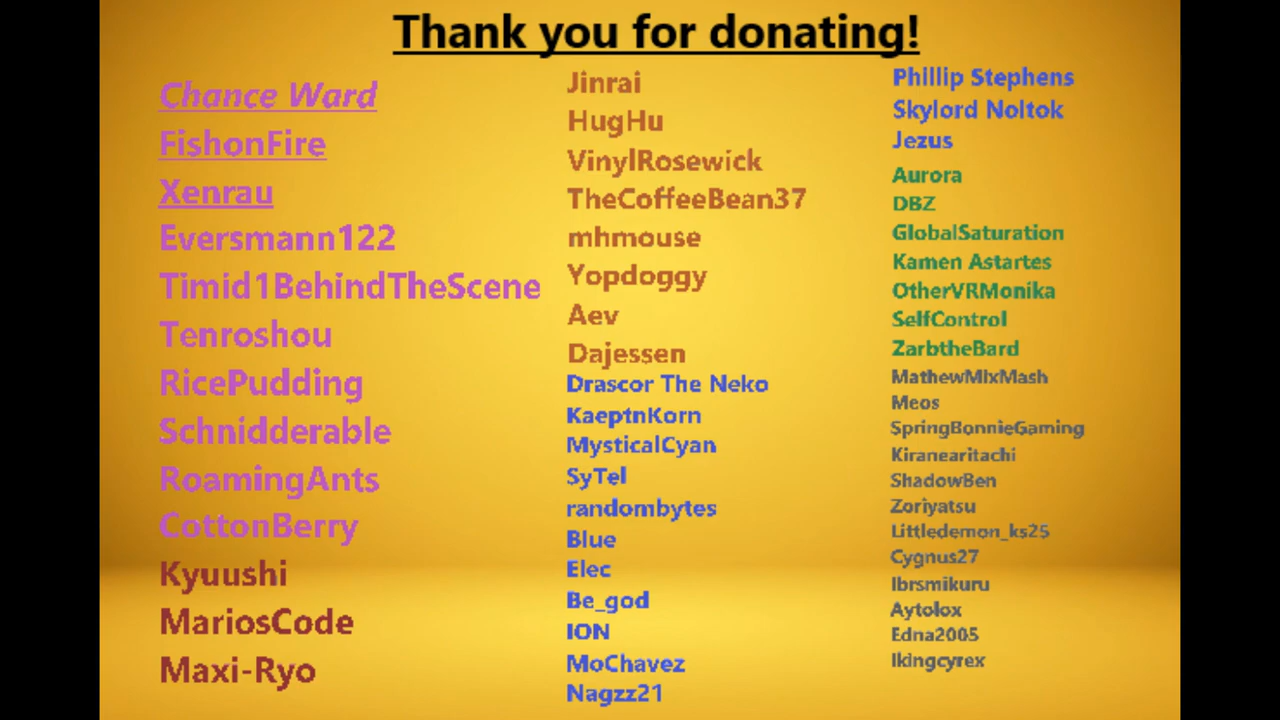 Thank you for donating!
Chance Ward
FishonFire
Xenrau
Eversmann122
Timid1BehindTheScene
Tenroshou
RicePudding
Schnidderable
RoamingAnts
CottonBerry
Kyuushi
MariosCode
Maxi-Ryo
Jinrai
HugHu
VinylRosewick
TheCoffeeBean37
mhmouse
Yopdoggy
Aev
Dajessen
Drascor The Neko
KaeptnKorn
MysticalCyan
SyTel
randombytes
Blue
Elec
Be_god
ION
MoChavez
Nagzz21
Phillip Stephens
Skylord Noltok
Jezus
Aurora
DBZ
GlobalSaturation
Kamen Astartes
OtherVRMonika
SelfControl
ZarbtheBard
MathewMixMash
Meos
SpringBonnieGaming
Kiranearitachi
ShadowBen
Zoriyatsu
Littledemon_ks25
Cygnus27
Ibrsmikuru
Aytolox
Edna2005
Ikingcyrex